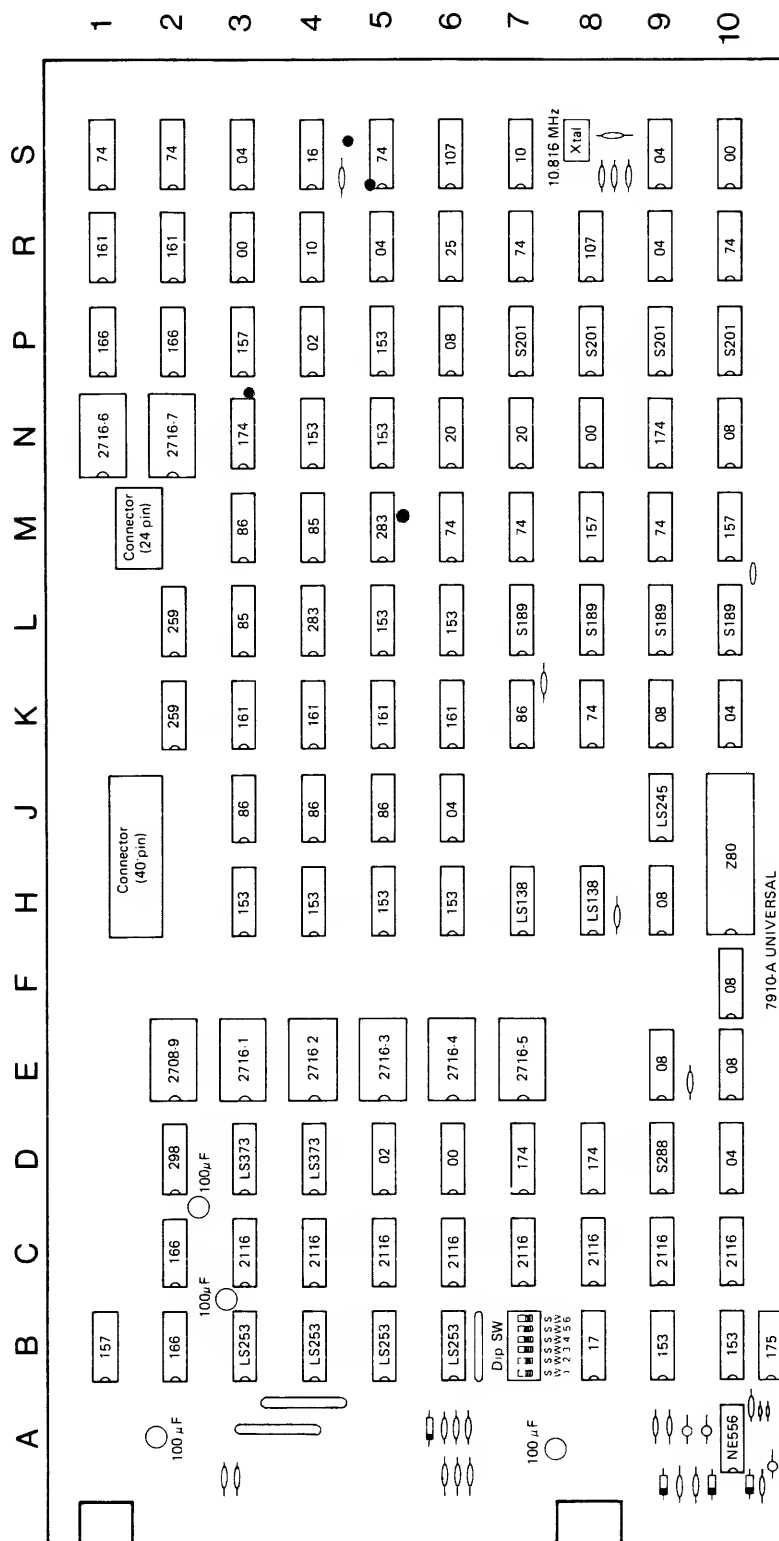 A B C D E F H J K L M N P R S
157 Connector (40 pin) Connector (24 pin) 2716-6 166 161 74 1
100µF 166 100µF 166 100µF 298 2708-9 259 259 2716-7 166 161 74 2
LS253 2116 LS373 2716-1 153 86 161 85 86 174 157 00 04 3
LS253 2116 LS373 2716 2 153 86 161 283 85 153 02 10 16 4
LS253 2116 02 2716-3 153 86 161 153 283 153 153 04 74 5
LS253 2116 00 2716-4 153 04 161 153 74 20 08 25 107 6
Dip SW
2116 174 2716-5 LS138 86 S189 74 20 S201 74 10 7
W S S S S S
W W W W W
1 2 3 4 5 6
10.816 MHz
100µF 17 2116 174 LS138 74 S189 157 00 S201 107 Xtal 8
153 2116 S288 08 08 LS245 08 S189 74 174 S201 04 04 9
NE556 153 2116 04 08 08 Z80 04 S189 157 08 S201 74 00 10
175
7910-A UNIVERSAL